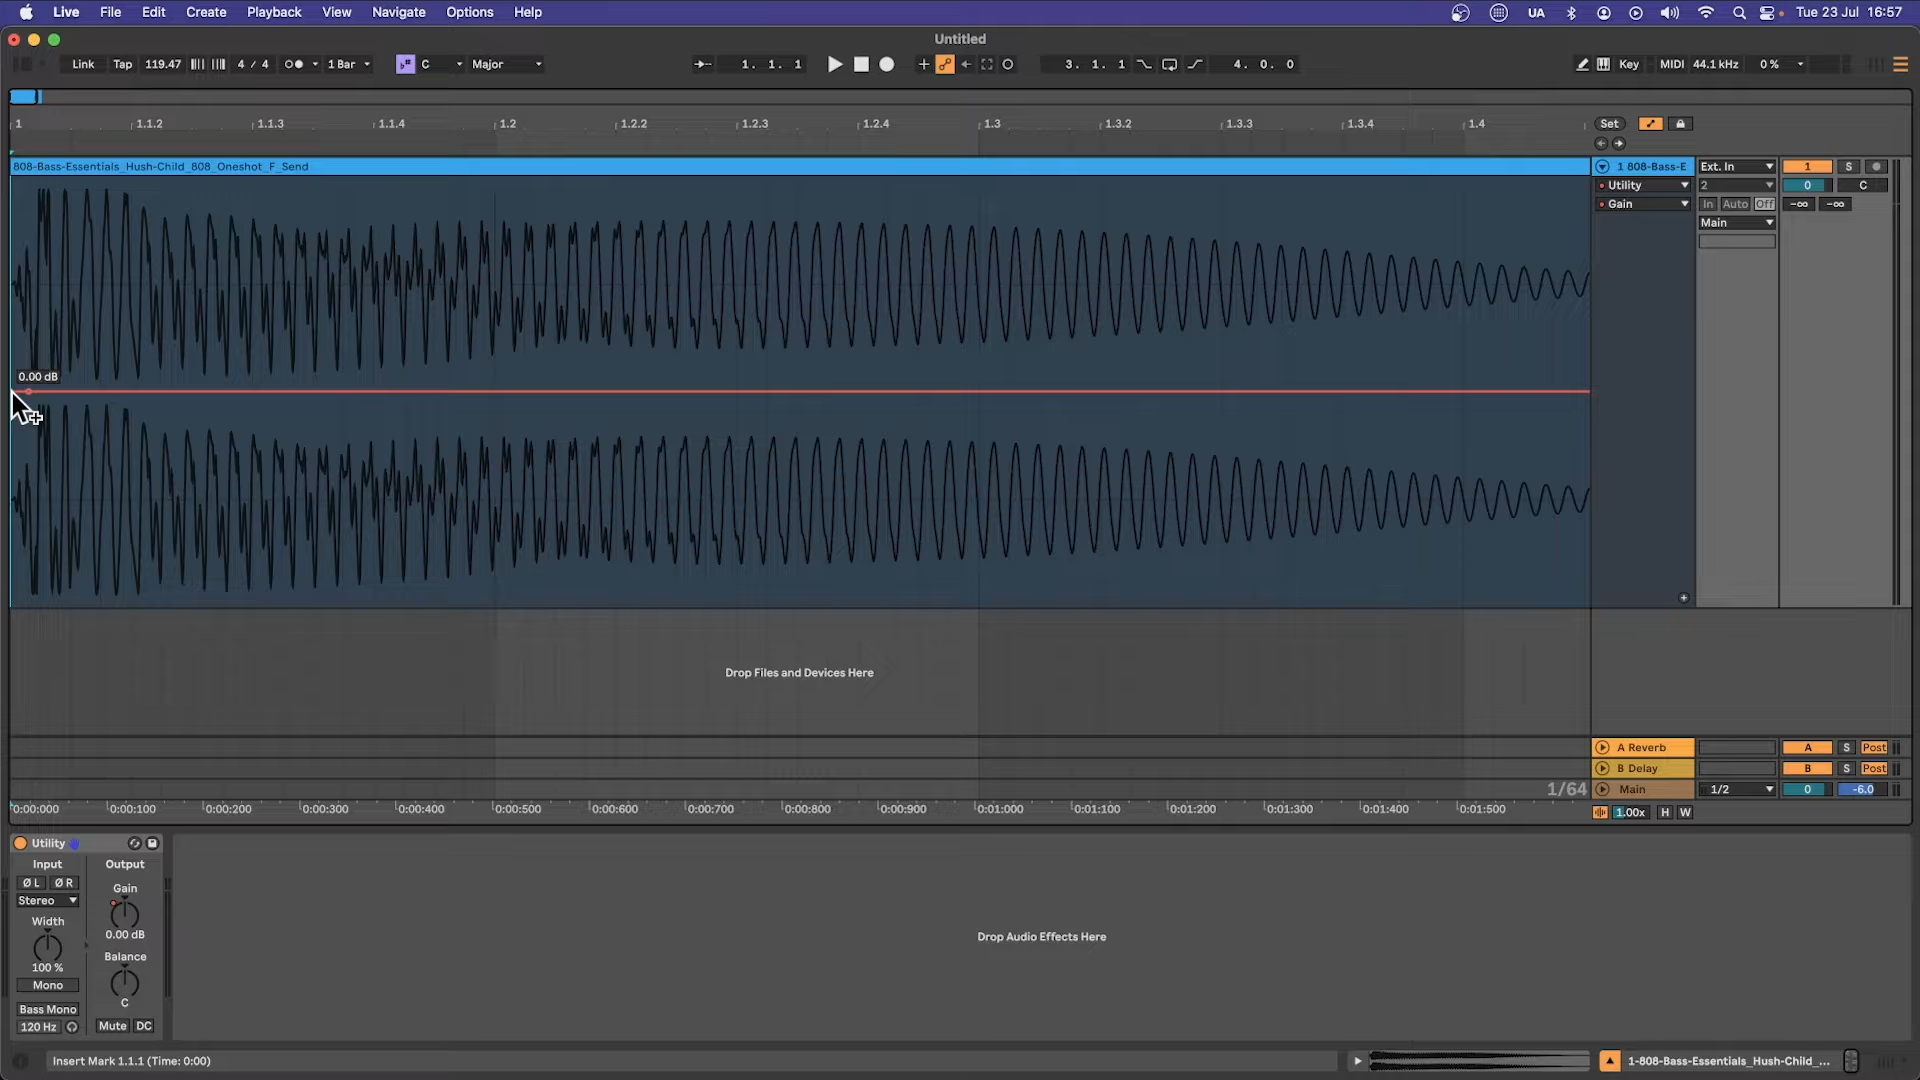 Live File Edit Create Playback View Navigate Options Help UA Tue 23 Jul 16:57
Untitled
Link Tap 119.47 4 / 4 1 Bar C Major 1. 1. 1 3. 1. 1 4. 0. 0 Key MIDI 44.1 kHz 0 %
1 1.1.2 1.1.3 1.1.4 1.2 1.2.2 1.2.3 1.2.4 1.3 1.3.2 1.3.3 1.3.4 1.4 Set
808-Bass-Essentials_Hush-Child_808_Oneshot_F_Send 1 808-Bass-E Ext. In 1 S
Utility 2 0 C
Gain In Auto Off -∞ -∞
Main
0.00 dB
Drop Files and Devices Here
A Reverb A S Post
B Delay B S Post
1/64 Main 1/2 0 -6.0
0:00:000 0:00:100 0:00:200 0:00:300 0:00:400 0:00:500 0:00:600 0:00:700 0:00:800 0:00:900 0:01:000 0:01:100 0:01:200 0:01:300 0:01:400 0:01:500 1.00x H W
Utility
Input Output
Ø L Ø R Gain
Stereo
Width 0.00 dB
Balance
100 %
Mono C
Bass Mono
120 Hz Mute DC
Drop Audio Effects Here
Insert Mark 1.1.1 (Time: 0:00) 1-808-Bass-Essentials_Hush-Child_...